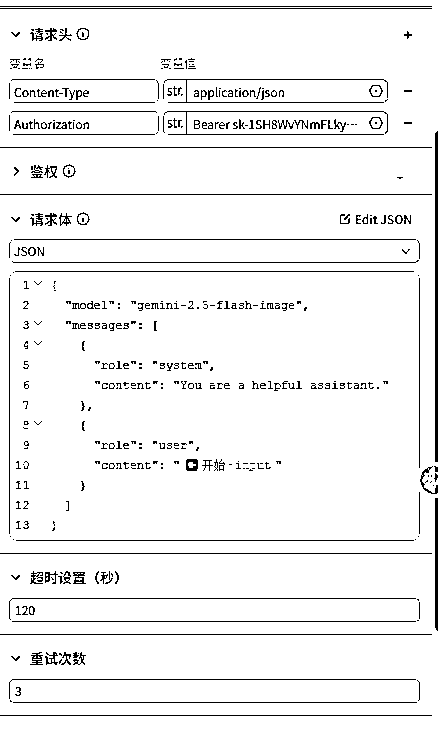 请求头
变量名 变量值
Content-Type str. application/json
Authorization str. Bearer sk-1SH8WvYNmFLky···
鉴权
请求体 Edit JSON
JSON
1 {
2 "model": "gemini-2.5-flash-image",
3 "messages": [
4 {
5 "role": "system",
6 "content": "You are a helpful assistant."
7 },
8 {
9 "role": "user",
10 "content": " 开始-input "
11 }
12 ]
13 }
超时设置（秒）
120
重试次数
3